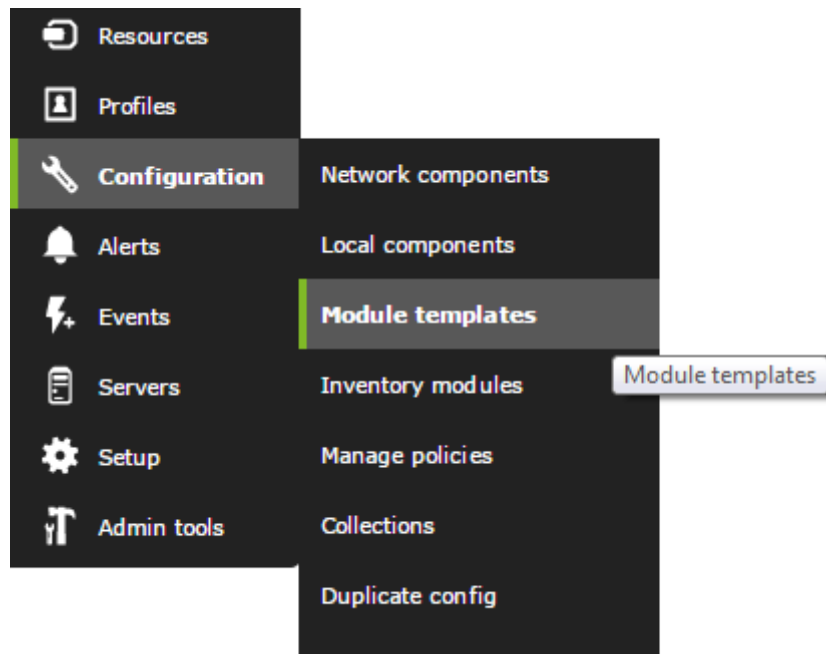 Resources
Profiles
Configuration
Alerts
Events
Servers
Setup
Admin tools
Network components
Local components
Module templates
Inventory modules
Manage policies
Collections
Duplicate config
Module templates